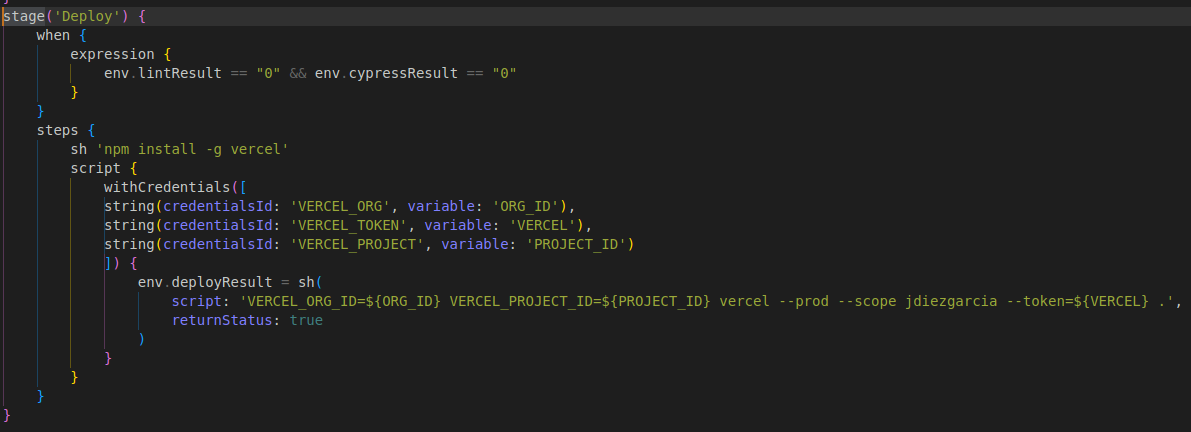 }
stage('Deploy') {
    when {
        expression {
            env.lintResult == "0" && env.cypressResult == "0"
        }
    }
    steps {
        sh 'npm install -g vercel'
        script {
            withCredentials([
            string(credentialsId: 'VERCEL_ORG', variable: 'ORG_ID'),
            string(credentialsId: 'VERCEL_TOKEN', variable: 'VERCEL'),
            string(credentialsId: 'VERCEL_PROJECT', variable: 'PROJECT_ID')
            ]) {
                env.deployResult = sh(
                    script: 'VERCEL_ORG_ID=${ORG_ID} VERCEL_PROJECT_ID=${PROJECT_ID} vercel --prod --scope jdiezgarcia --token=${VERCEL} .',
                    returnStatus: true
                )
            }
        }
    }
}